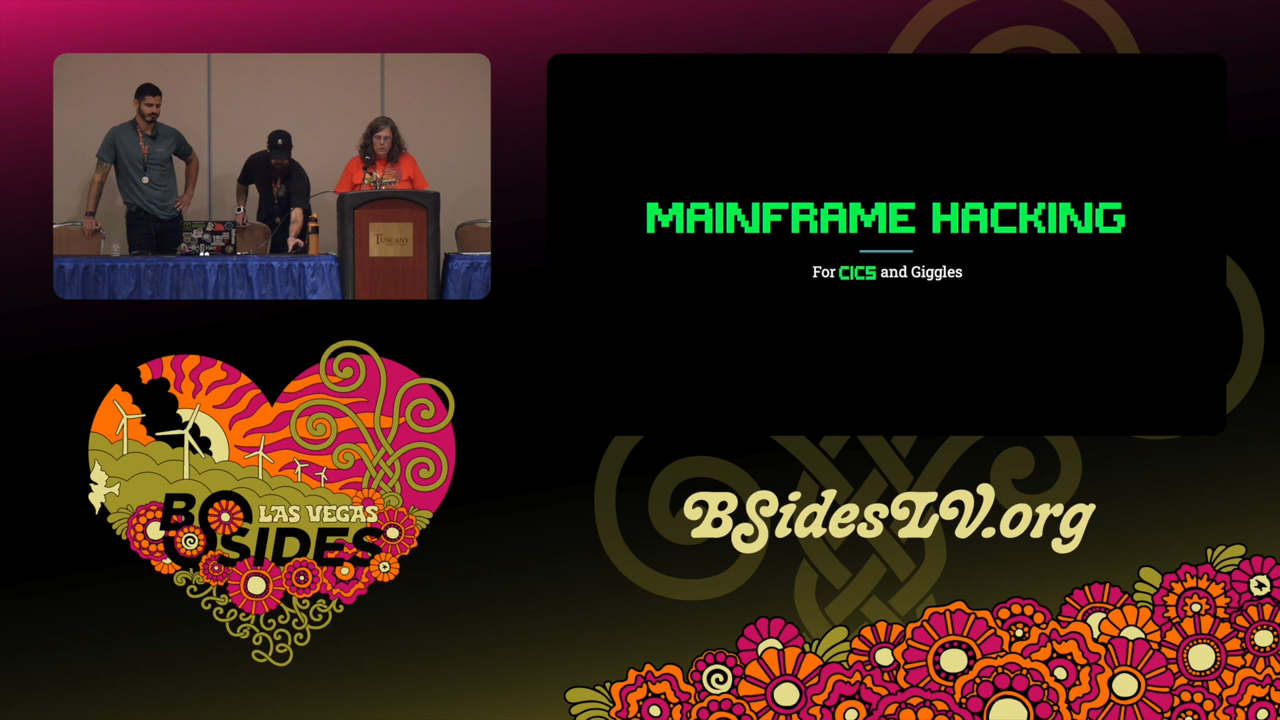 TUSCANY
MAINFRAME HACKING
For CICS and Giggles
LAS VEGAS
BSIDES
BSidesLV.org